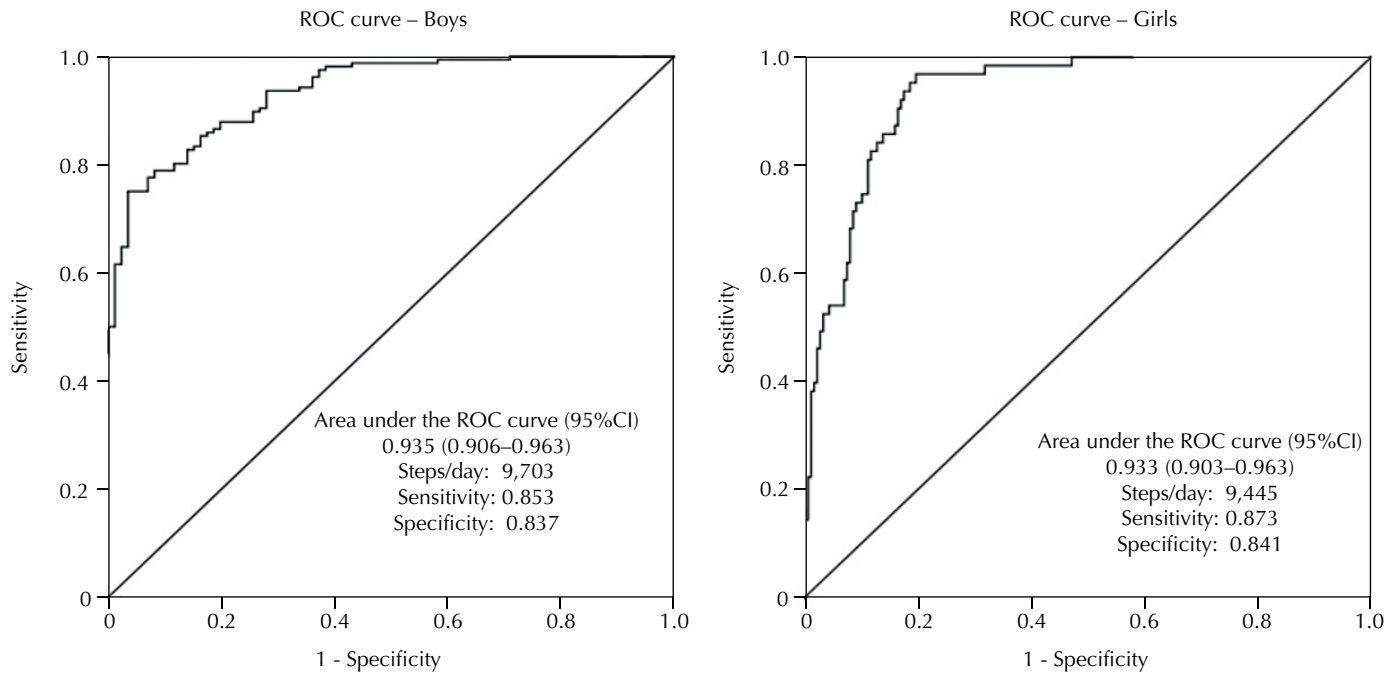 ROC curve – Boys
1.0
0.8
0.6
0.4
0.2
0
Sensitivity
Area under the ROC curve (95%CI)
0.935 (0.906–0.963)
Steps/day: 9,703
Sensitivity: 0.853
Specificity: 0.837
0 0.2 0.4 0.6 0.8 1.0
1 - Specificity
ROC curve – Girls
1.0
0.8
0.6
0.4
0.2
0
Sensitivity
Area under the ROC curve (95%CI)
0.933 (0.903–0.963)
Steps/day: 9,445
Sensitivity: 0.873
Specificity: 0.841
0 0.2 0.4 0.6 0.8 1.0
1 - Specificity